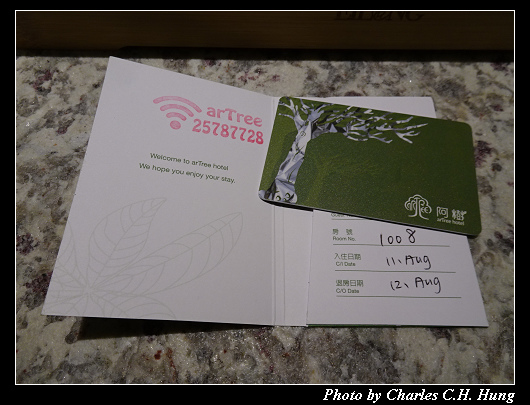 arTree
25787728
Welcome to arTree hotel
We hope you enjoy your stay.
arTree
阿樹
arTree hotel
房 號
Room No.
1008
入住日期
C/I Date
11, Aug
退房日期
C/O Date
12, Aug
Photo by Charles C.H. Hung